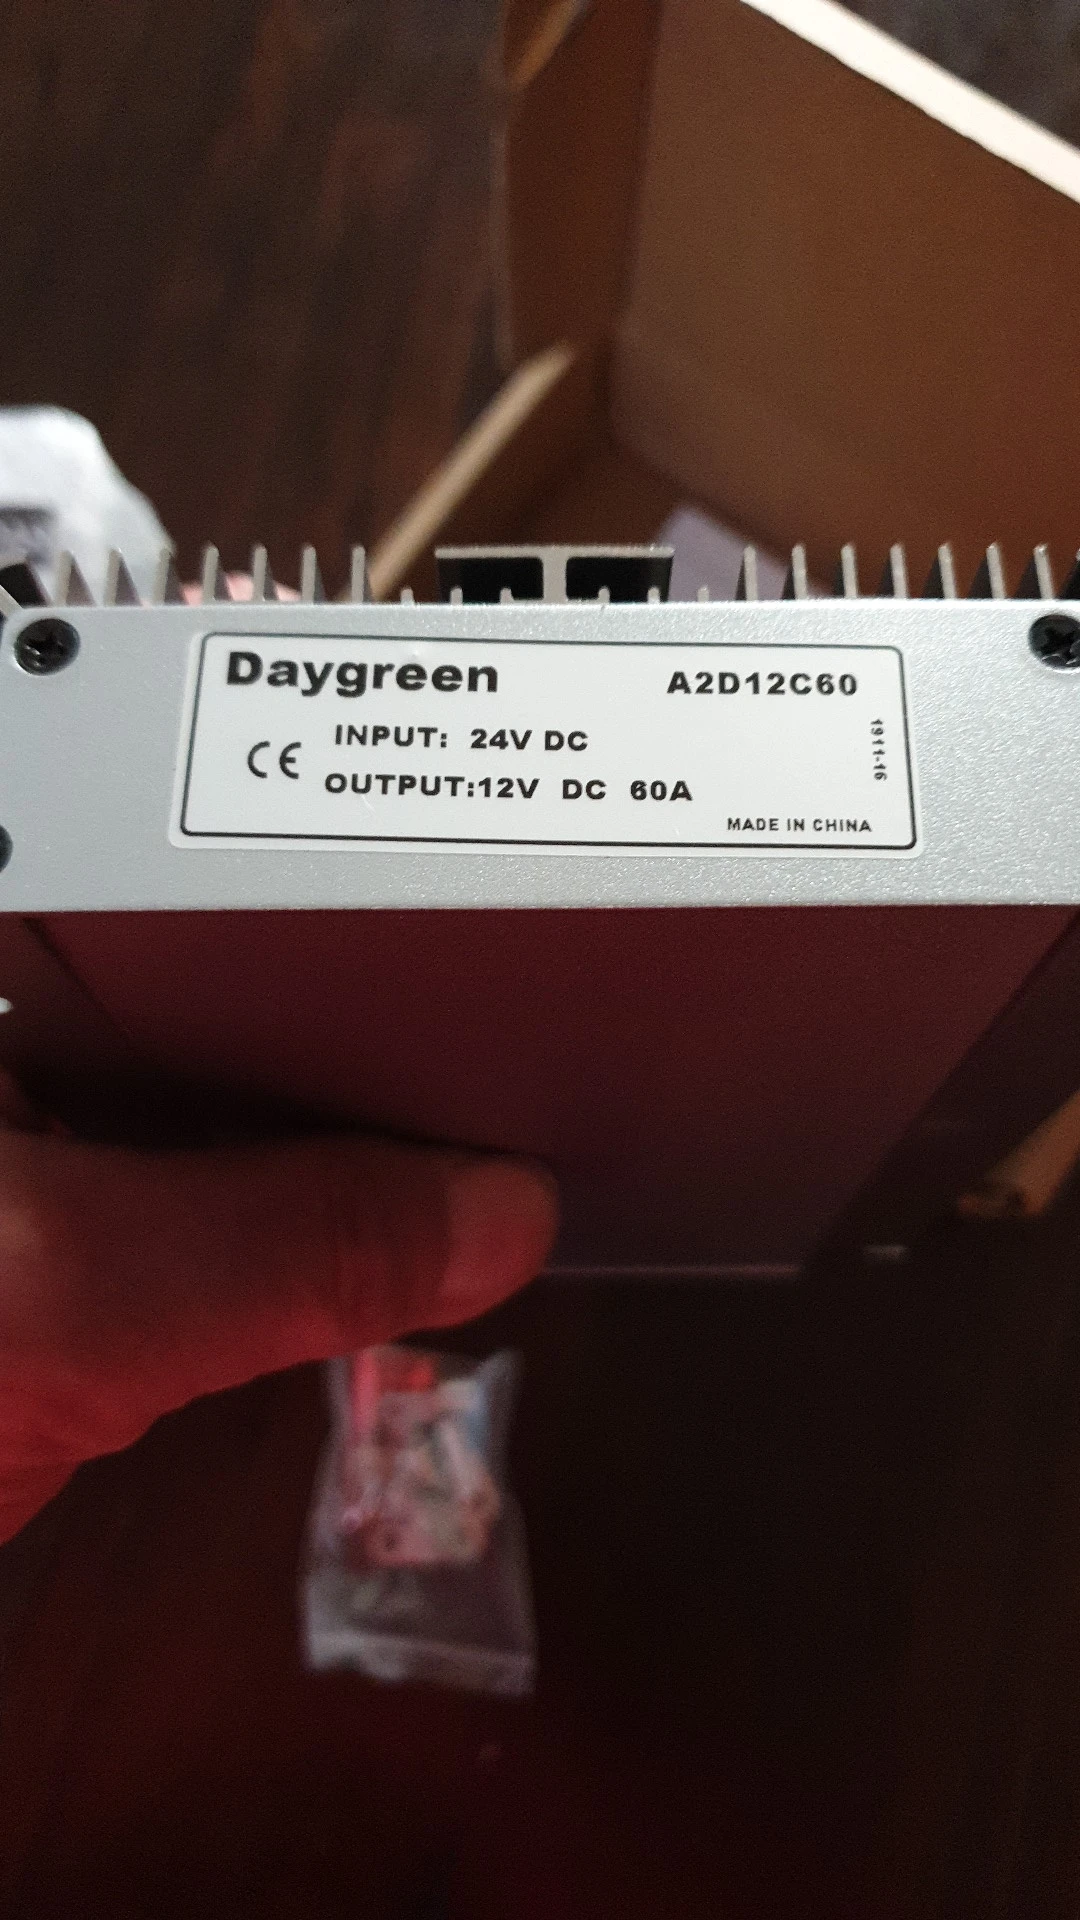 Daygreen A2D12C60
INPUT: 24V DC
CE
OUTPUT:12V DC 60A
1911-16
MADE IN CHINA